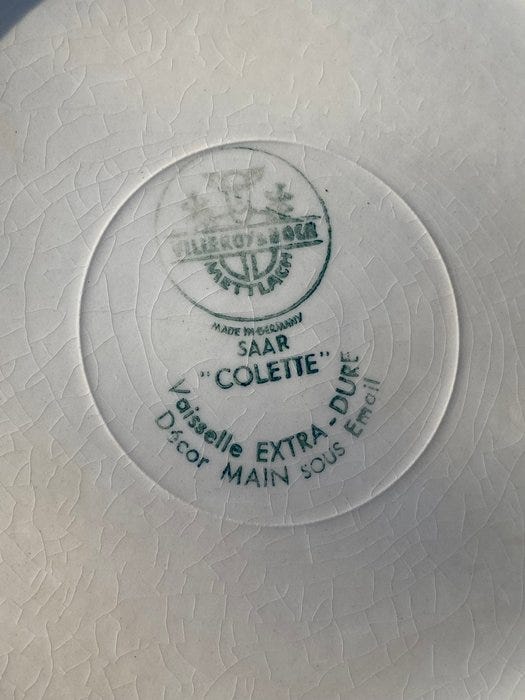 VILLEROY & BOCH
METTLACH
MADE IN GERMANY
SAAR
"COLETTE"
Vaisselle EXTRA-DURE
Décor MAIN sous Email